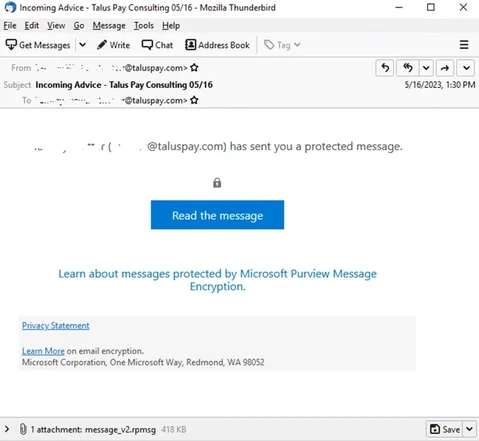 Incoming Advice - Talus Pay Consulting 05/16 - Mozilla Thunderbird
File Edit View Go Message Tools Help
Get Messages Write Chat Address Book Tag
From @taluspay.com>
Subject Incoming Advice - Talus Pay Consulting 05/16 5/16/2023, 1:30 PM
To @taluspay.com>
@taluspay.com) has sent you a protected message.
Read the message
Learn about messages protected by Microsoft Purview Message
Encryption.
Privacy Statement
Learn More on email encryption.
Microsoft Corporation, One Microsoft Way, Redmond, WA 98052
1 attachment: message_v2.rpmsg 418 KB Save